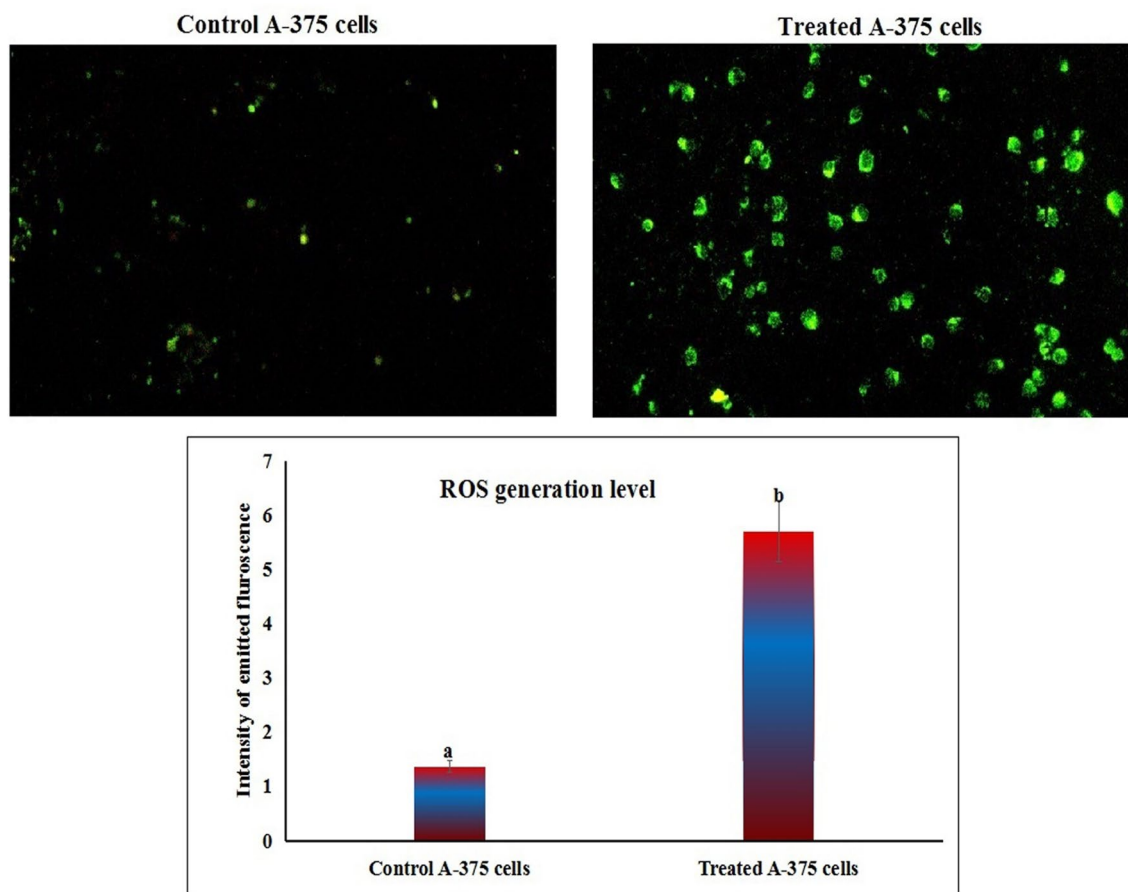 Control A-375 cells
Treated A-375 cells
ROS generation level
Intensity of emitted fluroscence
7
6
5
4
3
2
1
0
a
b
Control A-375 cells
Treated A-375 cells